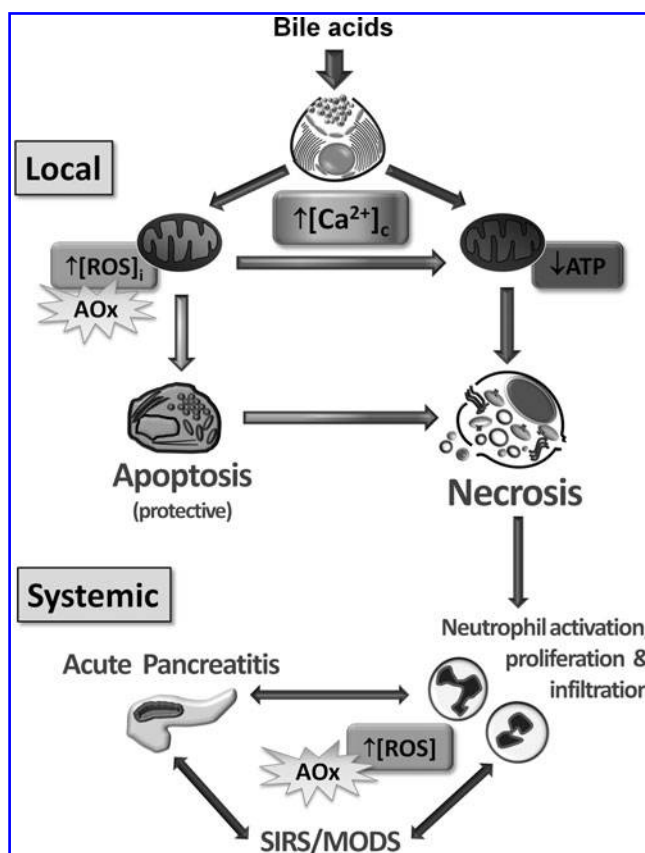 Bile acids
Local
↑[Ca²⁺]c
↑[ROS]i
AOx
↓ATP
Apoptosis
(protective)
Necrosis
Systemic
Neutrophil activation,
proliferation &
infiltration
Acute Pancreatitis
↑[ROS]
AOx
SIRS/MODS